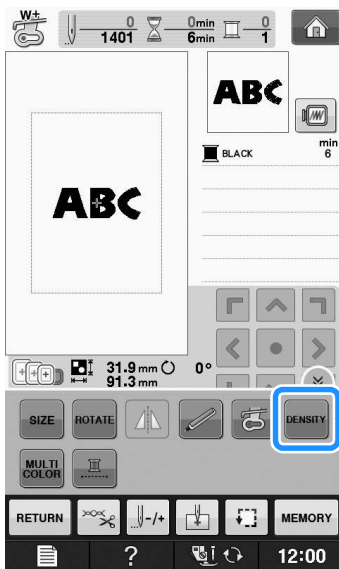 W+
0
1401
0min
6min
0
1
ABC
min
BLACK 6
ABC
31.9 mm 0°
91.3 mm
SIZE ROTATE DENSITY
MULTI
COLOR
RETURN -/+ MEMORY
? 12:00